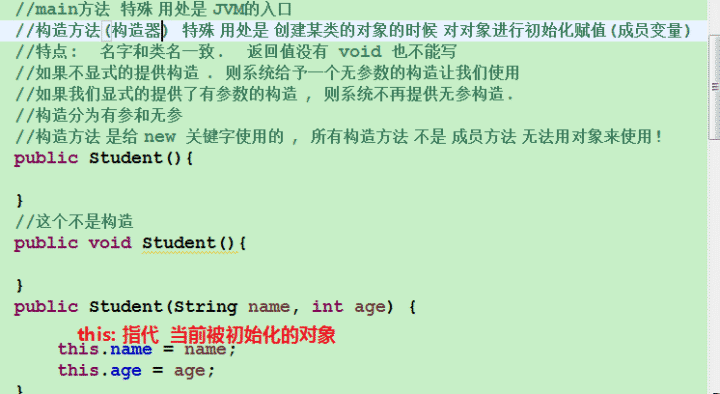 //main方法 特殊 用处是 JVM的入口
//构造方法(构造器) 特殊 用处是 创建某类的对象的时候 对对象进行初始化赋值(成员变量)
//特点: 名字和类名一致. 返回值没有 void 也不能写
//如果不显式的提供构造 . 则系统给予一个无参数的构造让我们使用
//如果我们显式的提供了有参数的构造 , 则系统不再提供无参构造.
//构造分为有参和无参
//构造方法 是给 new 关键字使用的 , 所有构造方法 不是 成员方法 无法用对象来使用!
public Student(){
}
//这个不是构造
public void Student(){
}
public Student(String name, int age) {
this: 指代 当前被初始化的对象
this.name = name;
this.age = age;
}